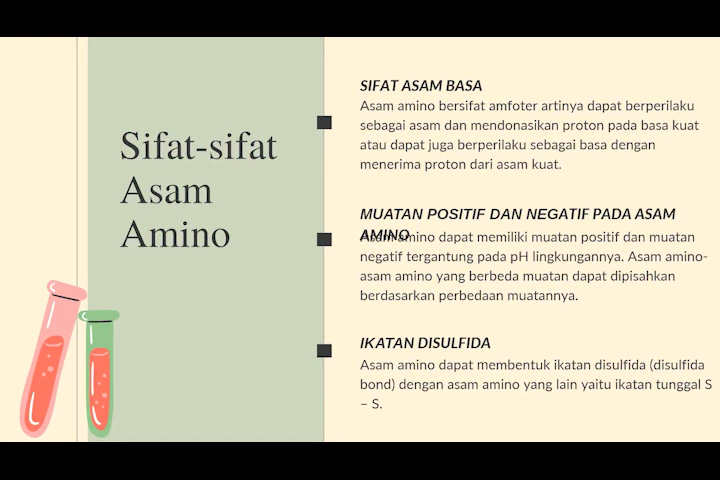 Sifat-sifat
Asam
Amino
SIFAT ASAM BASA
Asam amino bersifat amfoter artinya dapat berperilaku
sebagai asam dan mendonasikan proton pada basa kuat
atau dapat juga berperilaku sebagai basa dengan
menerima proton dari asam kuat.
MUATAN POSITIF DAN NEGATIF PADA ASAM
AMINO
Asam amino dapat memiliki muatan positif dan muatan
negatif tergantung pada pH lingkungannya. Asam amino-
asam amino yang berbeda muatan dapat dipisahkan
berdasarkan perbedaan muatannya.
IKATAN DISULFIDA
Asam amino dapat membentuk ikatan disulfida (disulfida
bond) dengan asam amino yang lain yaitu ikatan tunggal S
– S.